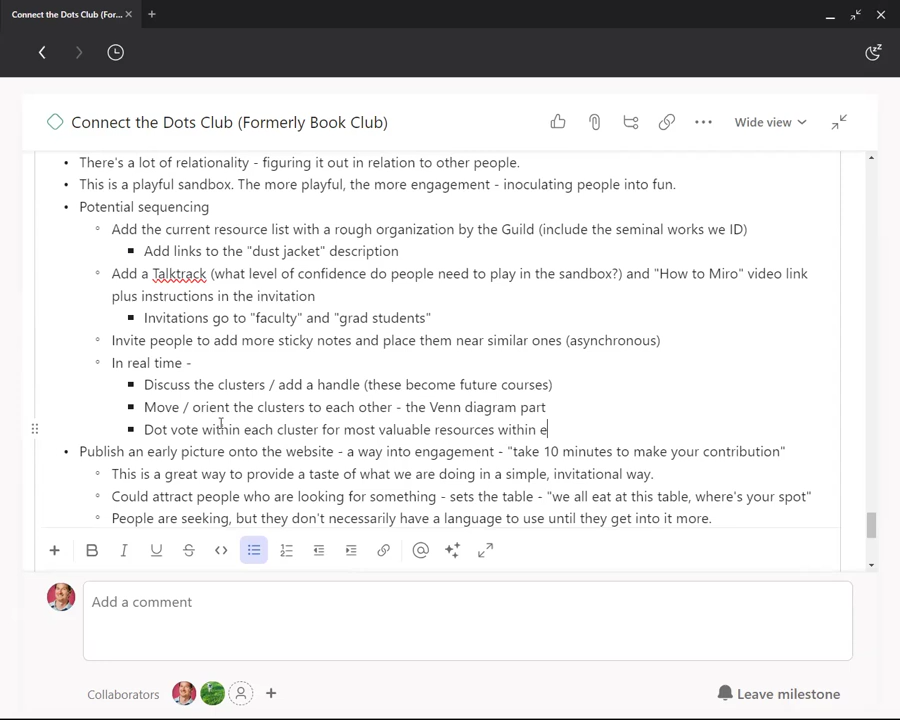 Connect the Dots Club (For...
Connect the Dots Club (Formerly Book Club)
Wide view
• There's a lot of relationality - figuring it out in relation to other people.
• This is a playful sandbox. The more playful, the more engagement - inoculating people into fun.
• Potential sequencing
◦ Add the current resource list with a rough organization by the Guild (include the seminal works we ID)
▪ Add links to the "dust jacket" description
◦ Add a Talktrack (what level of confidence do people need to play in the sandbox?) and "How to Miro" video link
plus instructions in the invitation
▪ Invitations go to "faculty" and "grad students"
◦ Invite people to add more sticky notes and place them near similar ones (asynchronous)
◦ In real time -
▪ Discuss the clusters / add a handle (these become future courses)
▪ Move / orient the clusters to each other - the Venn diagram part
▪ Dot vote within each cluster for most valuable resources within e
• Publish an early picture onto the website - a way into engagement - "take 10 minutes to make your contribution"
◦ This is a great way to provide a taste of what we are doing in a simple, invitational way.
◦ Could attract people who are looking for something - sets the table - "we all eat at this table, where's your spot"
◦ People are seeking, but they don't necessarily have a language to use until they get into it more.
Add a comment
Collaborators
Leave milestone